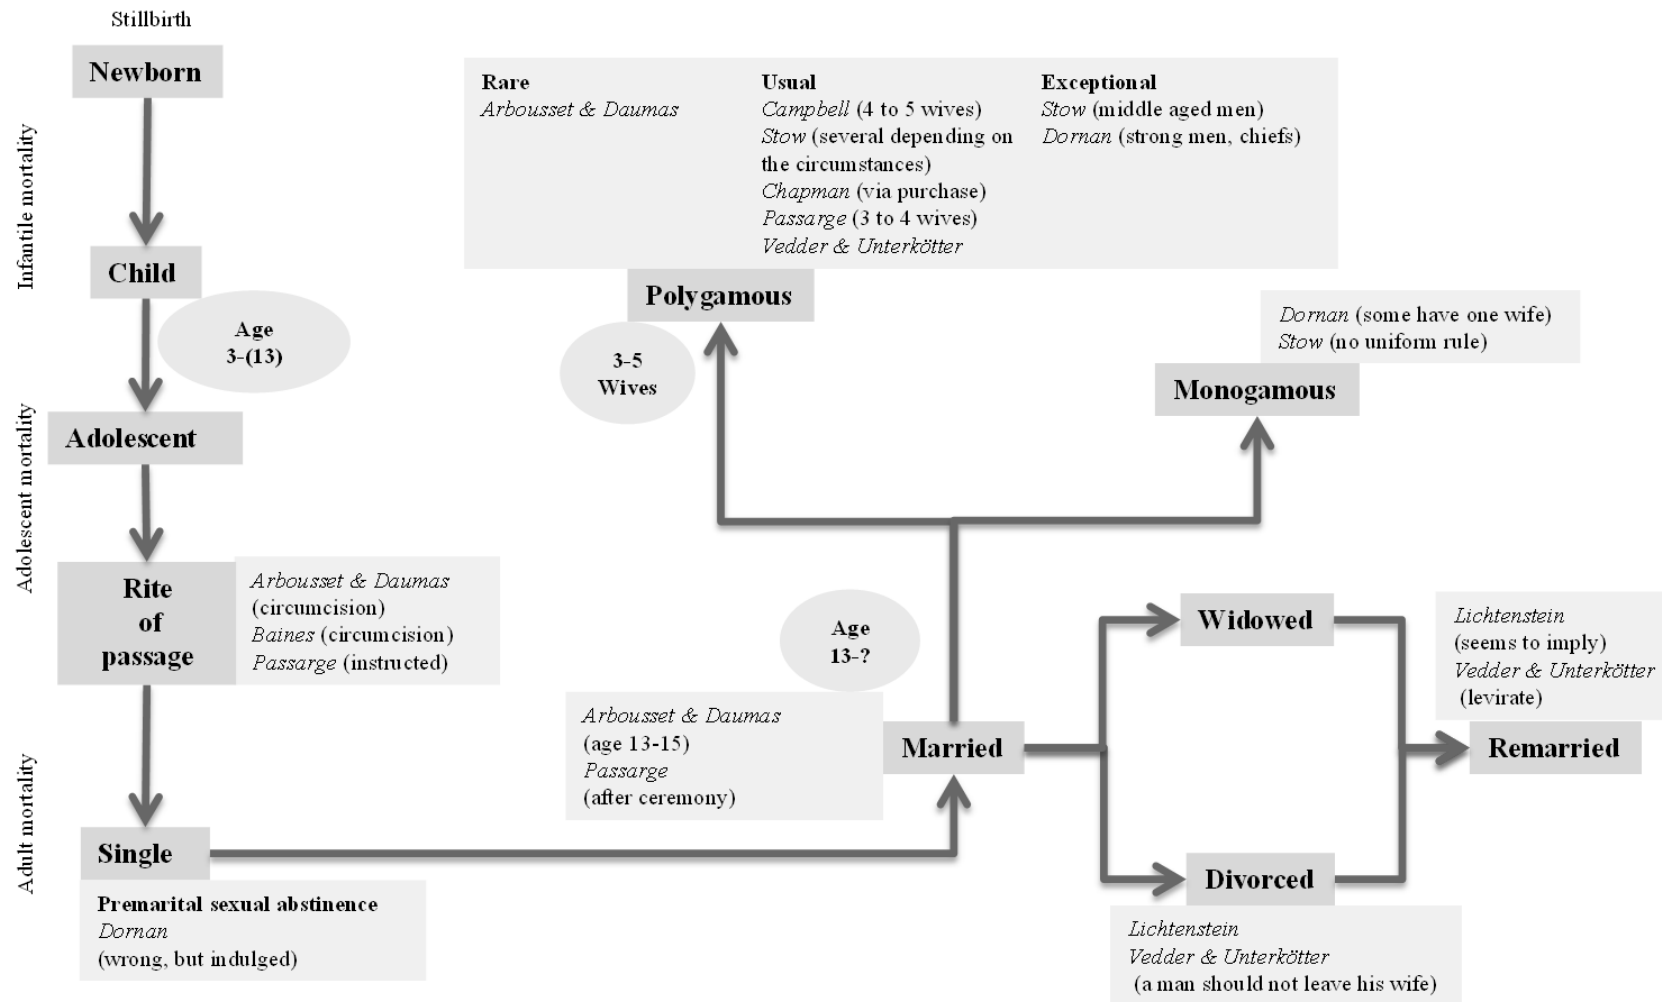 Stillbirth
Newborn
Infantile mortality
Child
Age
3-(13)
Adolescent
Adolescent mortality
Rite
of
passage
Arbousset & Daumas
(circumcision)
Baines (circumcision)
Passarge (instructed)
Adult mortality
Single
Premarital sexual abstinence
Dornan
(wrong, but indulged)
Rare
Arbousset & Daumas
Usual
Campbell (4 to 5 wives)
Stow (several depending on
the circumstances)
Chapman (via purchase)
Passarge (3 to 4 wives)
Vedder & Unterkötter
Exceptional
Stow (middle aged men)
Dornan (strong men, chiefs)
Polygamous
3-5
Wives
Dornan (some have one wife)
Stow (no uniform rule)
Monogamous
Age
13-?
Arbousset & Daumas
(age 13-15)
Passarge
(after ceremony)
Married
Widowed
Divorced
Lichtenstein
Vedder & Unterkötter
(a man should not leave his wife)
Lichtenstein
(seems to imply)
Vedder & Unterkötter
(levirate)
Remarried